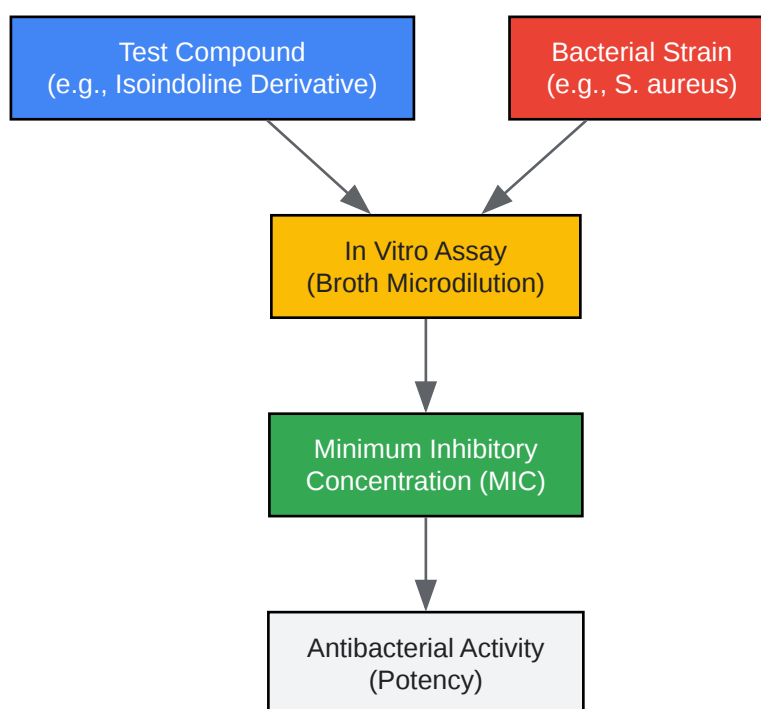 Test Compound
(e.g., Isoindoline Derivative)
Bacterial Strain
(e.g., S. aureus)
In Vitro Assay
(Broth Microdilution)
Minimum Inhibitory
Concentration (MIC)
Antibacterial Activity
(Potency)